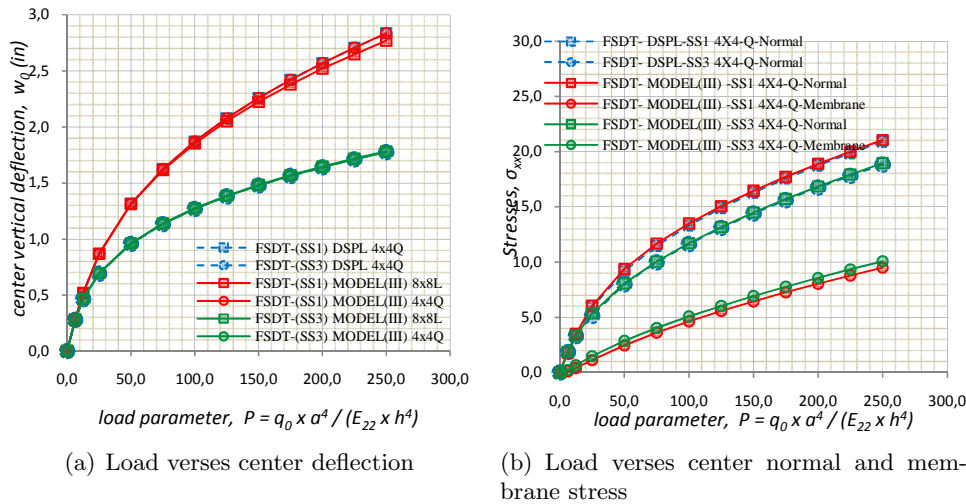 3,0
2,5
2,0
1,5
1,0
0,5
0,0
center vertical deflection, w₀(in)
FSDT-(SS1) DSPL 4x4Q
FSDT-(SS3) DSPL 4x4Q
FSDT-(SS1) MODEL(III) 8x8L
FSDT-(SS1) MODEL(III) 4x4Q
FSDT-(SS3) MODEL(III) 8x8L
FSDT-(SS3) MODEL(III) 4x4Q
0,0 50,0 100,0 150,0 200,0 250,0 300,0
load parameter, P = q₀ x a⁴ / (E₂₂ x h⁴)
(a) Load verses center deflection
30,0
25,0
20,0
15,0
10,0
5,0
0,0
Stresses, σₓₓ
FSDT- DSPL-SS1 4X4-Q-Normal
FSDT- DSPL-SS3 4X4-Q-Normal
FSDT- MODEL(III) -SS1 4X4-Q-Normal
FSDT- MODEL(III) -SS1 4X4-Q-Membrane
FSDT- MODEL(III) -SS3 4X4-Q-Normal
FSDT- MODEL(III) -SS3 4X4-Q-Membrane
0,0 50,0 100,0 150,0 200,0 250,0 300,0
load parameter, P = q₀ x a⁴ / (E₂₂ x h⁴)
(b) Load verses center normal and mem-
brane stress